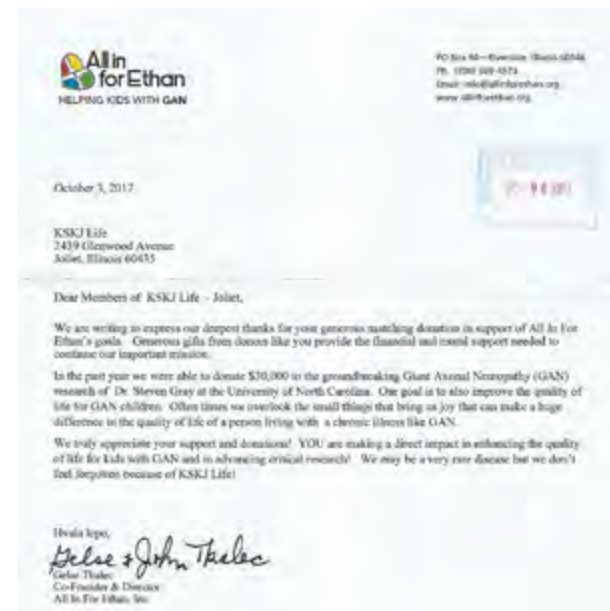 All in
for Ethan
HELPING KIDS WITH GAN
October 3, 2017
KSKJ Life
2439 Glenwood Avenue
Joliet, Illinois 60435
Dear Members of KSKJ Life - Joliet,
We are writing to express our deepest thanks for your generous matching donation in support of All In For
Ethan's goals. Generous gifts from donors like you provide the financial and moral support needed to
continue our important mission.
In the past year we were able to donate $30,000 to the groundbreaking Giant Axonal Neuropathy (GAN)
research of Dr. Steven Gray at the University of North Carolina. Our goal is to also improve the quality of
life for GAN children. Often times we overlook the small things that bring us joy that can make a huge
difference in the quality of life of a person living with a chronic illness like GAN.
We truly appreciate your support and donations! YOU are making a direct impact in enhancing the quality
of life for kids with GAN and in advancing critical research! We may be a very rare disease but we don't
feel forgotten because of KSKJ Life!
Hvala lepo,
Gelse & John Thalec
Gelse Thalec
Co-Founder & Director
All In For Ethan, Inc.